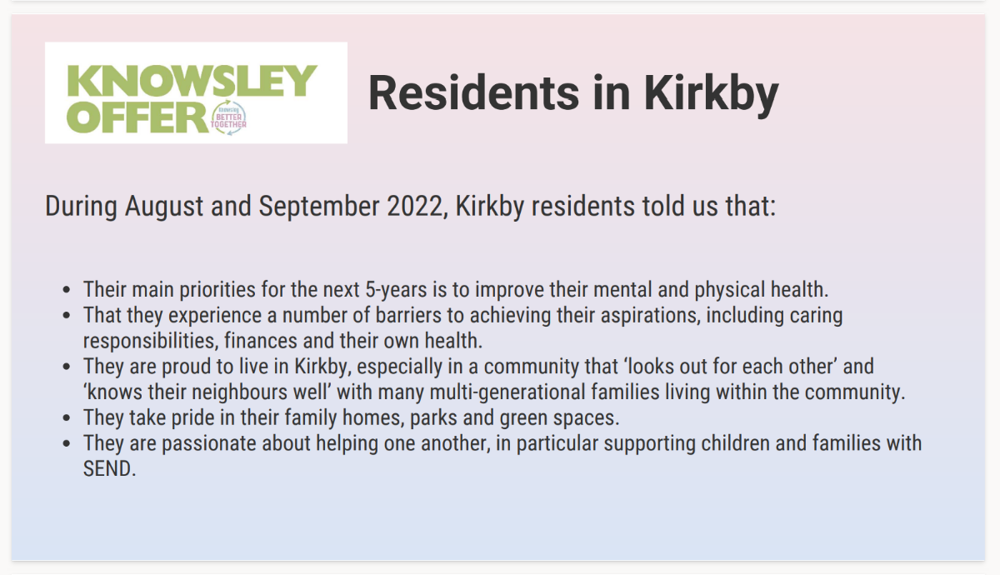 KNOWSLEY
OFFER
Knowsley
BETTER
TOGETHER
Residents in Kirkby
During August and September 2022, Kirkby residents told us that:
• Their main priorities for the next 5-years is to improve their mental and physical health.
• That they experience a number of barriers to achieving their aspirations, including caring
responsibilities, finances and their own health.
• They are proud to live in Kirkby, especially in a community that ‘looks out for each other’ and
‘knows their neighbours well’ with many multi-generational families living within the community.
• They take pride in their family homes, parks and green spaces.
• They are passionate about helping one another, in particular supporting children and families with
SEND.